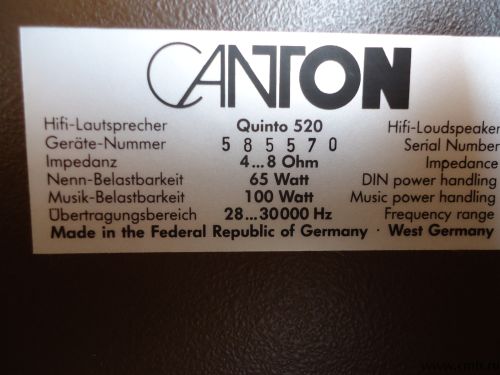 CANTON
Hifi-Lautsprecher Quinto 520 Hifi-Loudspeaker
Geräte-Nummer 585570 Serial Number
Impedanz 4...8 Ohm Impedance
Nenn-Belastbarkeit 65 Watt DIN power handling
Musik-Belastbarkeit 100 Watt Music power handling
Übertragungsbereich 28...30000 Hz Frequency range
Made in the Federal Republic of Germany · West Germany